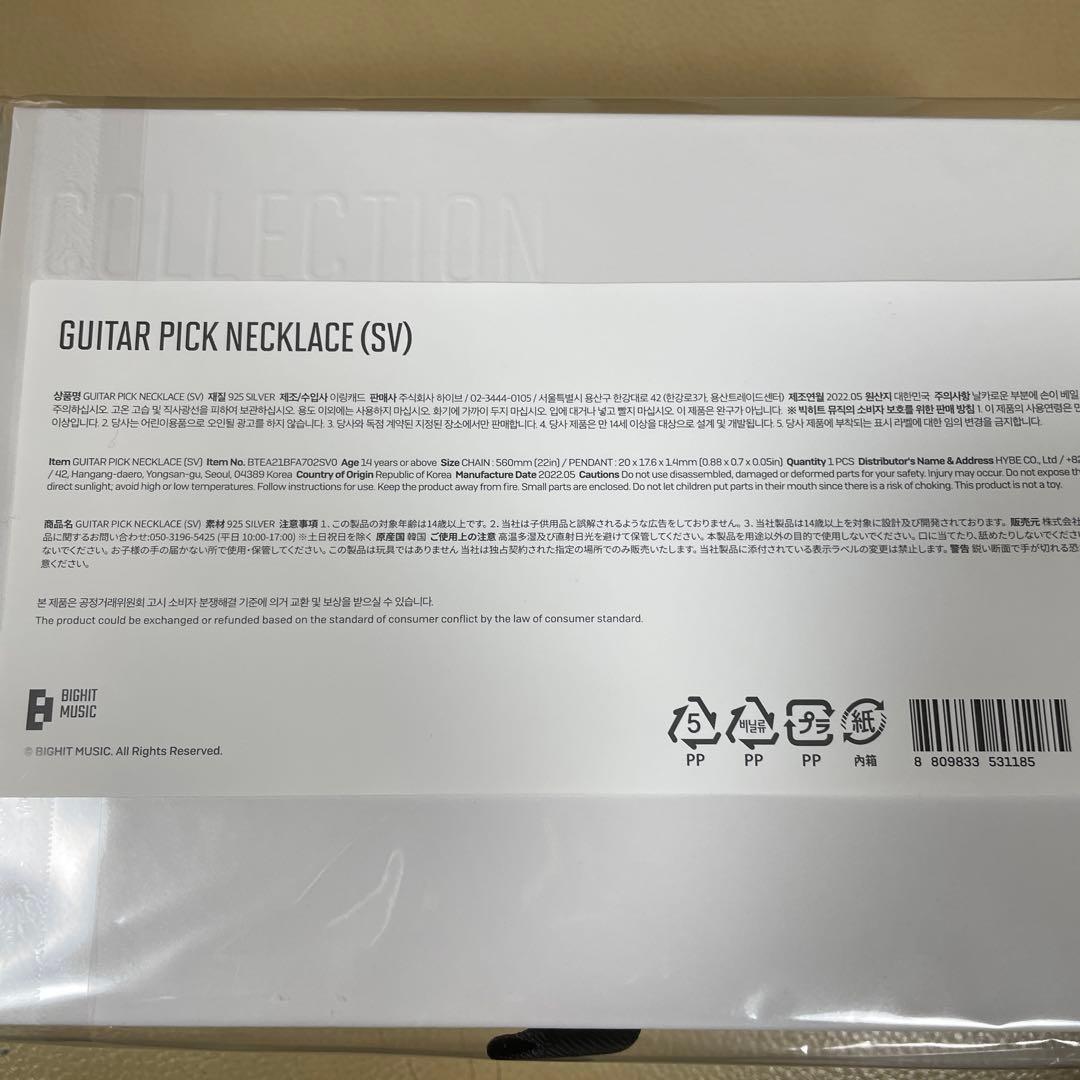 COLLECTION
GUITAR PICK NECKLACE (SV)
상품명 GUITAR PICK NECKLACE (SV) 재질 925 SILVER 제조/수입사 이랑캐드 판매사 주식회사 하이브 / 02-3444-0105 / 서울특별시 용산구 한강대로 42 (한강로3가, 용산트레이드센터) 제조연월 2022.05 원산지 대한민국 주의사항 날카로운 부분에 손이 베일
주의하십시오. 고온 고습 및 직사광선을 피하여 보관하십시오. 용도 이외에는 사용하지 마십시오. 화기에 가까이 두지 마십시오. 입에 대거나 넣고 빨지 마십시오. 이 제품은 완구가 아닙니다. ※ 빅히트 뮤직의 소비자 보호를 위한 판매 방침 1. 이 제품의 사용연령은 만
이상입니다. 2. 당사는 어린이용품으로 오인될 광고를 하지 않습니다. 3. 당사와 독점 계약된 지정된 장소에서만 판매합니다. 4. 당사 제품은 만 14세 이상을 대상으로 설계 및 개발됩니다. 5. 당사 제품에 부착되는 표시 라벨에 대한 임의 변경을 금지합니다.
Item GUITAR PICK NECKLACE (SV) Item No. BTEA21BFA702SV0 Age 14 years or above Size CHAIN : 560mm (22in) / PENDANT : 20 x 17.6 x 1.4mm (0.88 x 0.7 x 0.05in) Quantity 1 PCS Distributor's Name & Address HYBE CO., Ltd / +82
/ 42, Hangang-daero, Yongsan-gu, Seoul, 04389 Korea Country of Origin Republic of Korea Manufacture Date 2022.05 Cautions Do not use disassembled, damaged or deformed parts for your safety. Injury may occur. Do not expose th
direct sunlight; avoid high or low temperatures. Follow instructions for use. Keep the product away from fire. Small parts are enclosed. Do not let children put parts in their mouth since there is a risk of choking. This product is not a toy.
商品名 GUITAR PICK NECKLACE (SV) 素材 925 SILVER 注意事項 1. この製品の対象年齢は14歳以上です。2. 当社は子供用品と誤解されるような広告をしておりません。3. 当社製品は14歳以上を対象に設計及び開発されております。 販売元 株式会社
品に関するお問い合わせ:050-3196-5425 (平日 10:00-17:00) ※土日祝日を除く 原産国 韓国 ご使用上の注意 高温多湿及び直射日光を避けて保管してください。本製品を用途以外の目的で使用しないでください。口に当てたり、舐めたりしないでくださ
ないでください。お子様の手の届かない所で使用・保管してください。この製品は玩具ではありません 当社は独占契約された指定の場所でのみ販売いたします。当社製品に添付されている表示ラベルの変更は禁止します。警告 鋭い断面で手が切れる恐
意ください。
본 제품은 공정거래위원회 고시 소비자 분쟁해결 기준에 의거 교환 및 보상을 받으실 수 있습니다.
The product could be exchanged or refunded based on the standard of consumer conflict by the law of consumer standard.
BIGHIT
MUSIC
© BIGHIT MUSIC. All Rights Reserved.
5 비닐류 プラ 紙
PP PP PP 内箱
8 809833 531185